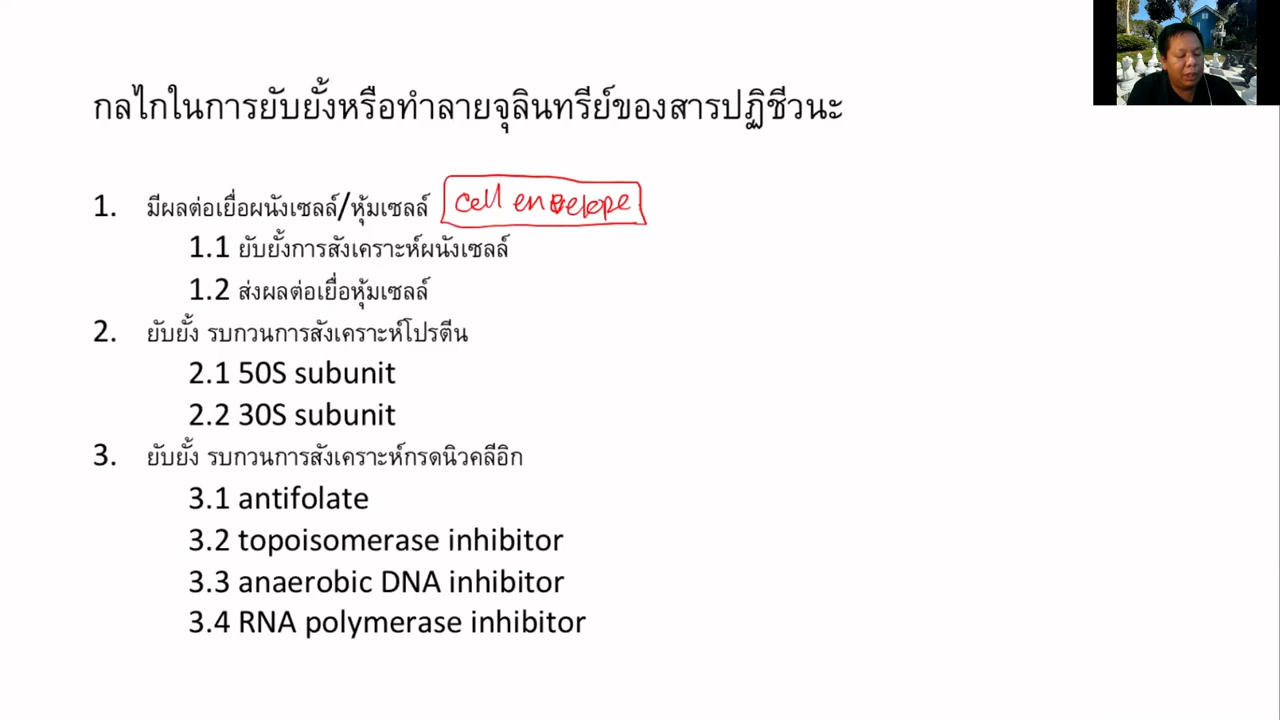 กลไกในการยับยั้งหรือทำลายจุลินทรีย์ของสารปฏิชีวนะ
1. มีผลต่อเยื่อผนังเซลล์/หุ้มเซลล์ cell envelope
1.1 ยับยั้งการสังเคราะห์ผนังเซลล์
1.2 ส่งผลต่อเยื่อหุ้มเซลล์
2. ยับยั้ง รบกวนการสังเคราะห์โปรตีน
2.1 50S subunit
2.2 30S subunit
3. ยับยั้ง รบกวนการสังเคราะห์กรดนิวคลีอิก
3.1 antifolate
3.2 topoisomerase inhibitor
3.3 anaerobic DNA inhibitor
3.4 RNA polymerase inhibitor